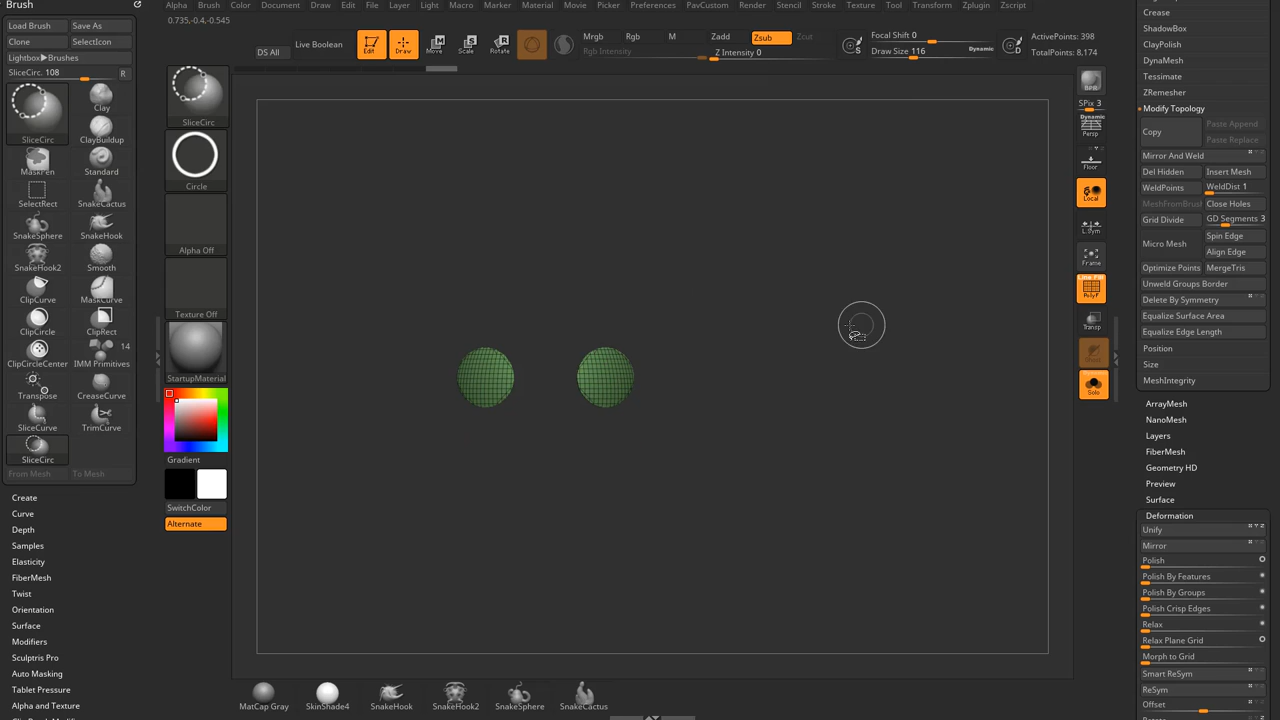 Brush
Load Brush Save As
Clone SelectIcon
Lightbox▶Brushes
SliceCirc. 108 R
SliceCirc
Clay
ClayBuildup
MaskPen
Standard
SelectRect
SnakeCactus
SnakeSphere
SnakeHook
SnakeHook2
Smooth
ClipCurve
MaskCurve
ClipCircle
ClipRect
14
ClipCircleCenter
IMM Primitives
Transpose
CreaseCurve
SliceCurve
TrimCurve
SliceCirc
From Mesh To Mesh
Create
Curve
Depth
Samples
Elasticity
FiberMesh
Twist
Orientation
Surface
Modifiers
Sculptris Pro
Auto Masking
Tablet Pressure
Alpha and Texture
Alpha Brush Color Document Draw Edit File Layer Light Macro Marker Material Movie Picker Preferences PavCustom Render Stencil Stroke Texture Tool Transform Zplugin Zscript
0.735,-0.4,-0.545
DS All
Live Boolean
Edit
Draw
Move
Scale
Rotate
Mrgb Rgb M
Rgb Intensity
Zadd Zsub Zcut
Z Intensity 0
S
Focal Shift 0
Draw Size 116 Dynamic
D
ActivePoints: 398
TotalPoints: 8,174
SliceCirc
Circle
Alpha Off
Texture Off
StartupMaterial
Gradient
SwitchColor
Alternate
BPR
SPix 3
Dynamic
Persp
Floor
Local
L.Sym
Frame
Line Fill
PolyF
Transp
Dynamic
Solo
MatCap Gray SkinShade4 SnakeHook SnakeHook2 SnakeSphere SnakeCactus
Crease
ShadowBox
ClayPolish
DynaMesh
Tessimate
ZRemesher
Modify Topology
Copy
Paste Append
Paste Replace
Mirror And Weld
Del Hidden Insert Mesh
WeldPoints WeldDist 1
MeshFromBrush Close Holes
Grid Divide GD Segments 3
Micro Mesh
Spin Edge
Align Edge
Optimize Points MergeTris
Unweld Groups Border
Delete By Symmetry
Equalize Surface Area
Equalize Edge Length
Position
Size
MeshIntegrity
ArrayMesh
NanoMesh
Layers
FiberMesh
Geometry HD
Preview
Surface
Deformation
Unify
Mirror
Polish
Polish By Features
Polish By Groups
Polish Crisp Edges
Relax
Relax Plane Grid
Morph to Grid
Smart ReSym
ReSym
Offset